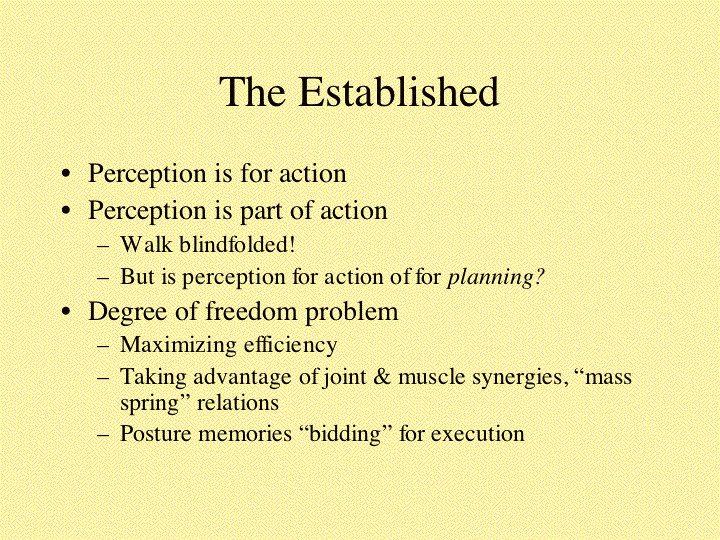 The Established
• Perception is for action
• Perception is part of action
– Walk blindfolded!
– But is perception for action of for planning?
• Degree of freedom problem
– Maximizing efficiency
– Taking advantage of joint & muscle synergies, “mass
spring” relations
– Posture memories “bidding” for execution